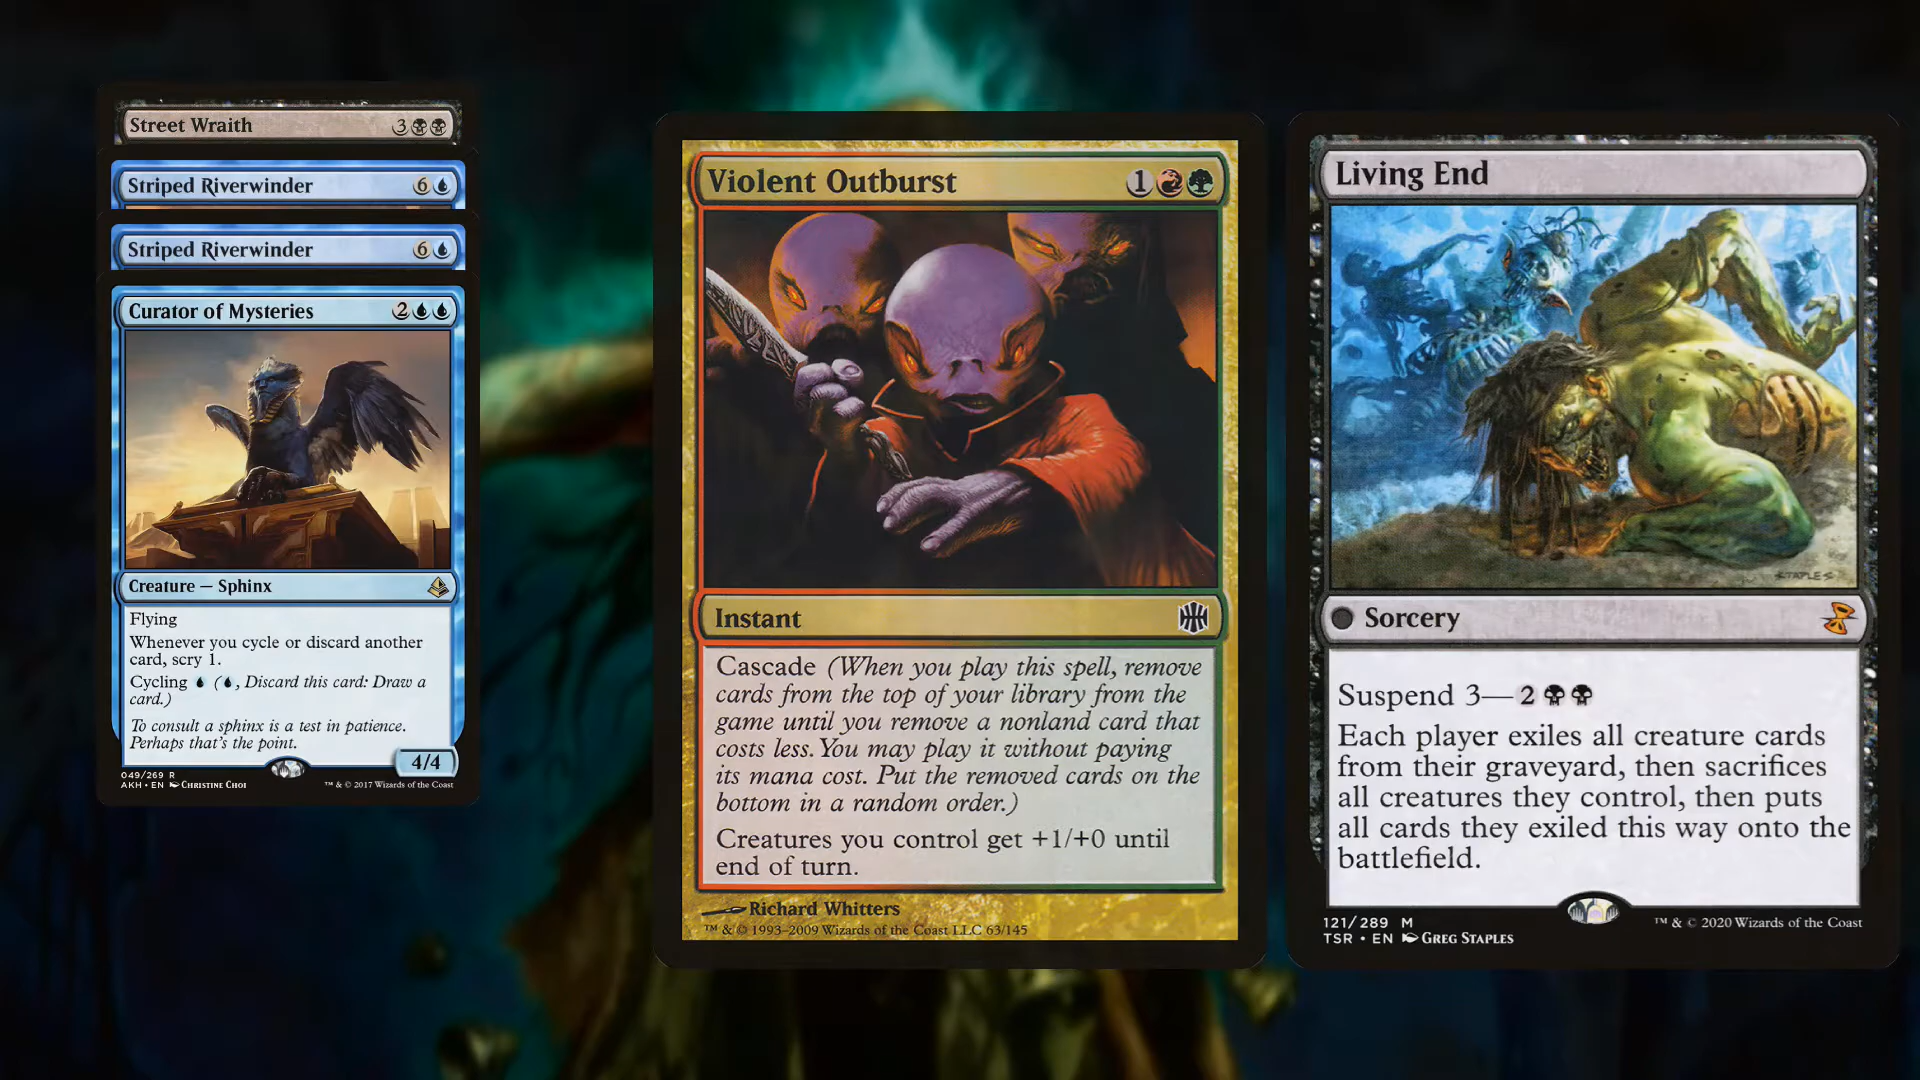 Street Wraith 3
Striped Riverwinder 6
Striped Riverwinder 6
Curator of Mysteries 2
Creature — Sphinx
Flying
Whenever you cycle or discard another
card, scry 1.
Cycling (, Discard this card: Draw a
card.)
To consult a sphinx is a test in patience.
Perhaps that's the point.
4/4
049/269 R
AKH • EN Christine Choi
™ & © 2017 Wizards of the Coast
Violent Outburst 1
Instant
Cascade (When you play this spell, remove
cards from the top of your library from the
game until you remove a nonland card that
costs less. You may play it without paying
its mana cost. Put the removed cards on the
bottom in a random order.)
Creatures you control get +1/+0 until
end of turn.
Richard Whitters
™ & © 1993–2009 Wizards of the Coast LLC 63/145
Living End
STAPLES
Sorcery
Suspend 3—2
Each player exiles all creature cards
from their graveyard, then sacrifices
all creatures they control, then puts
all cards they exiled this way onto the
battlefield.
121/289 M
TSR • EN Greg Staples
™ & © 2020 Wizards of the Coast